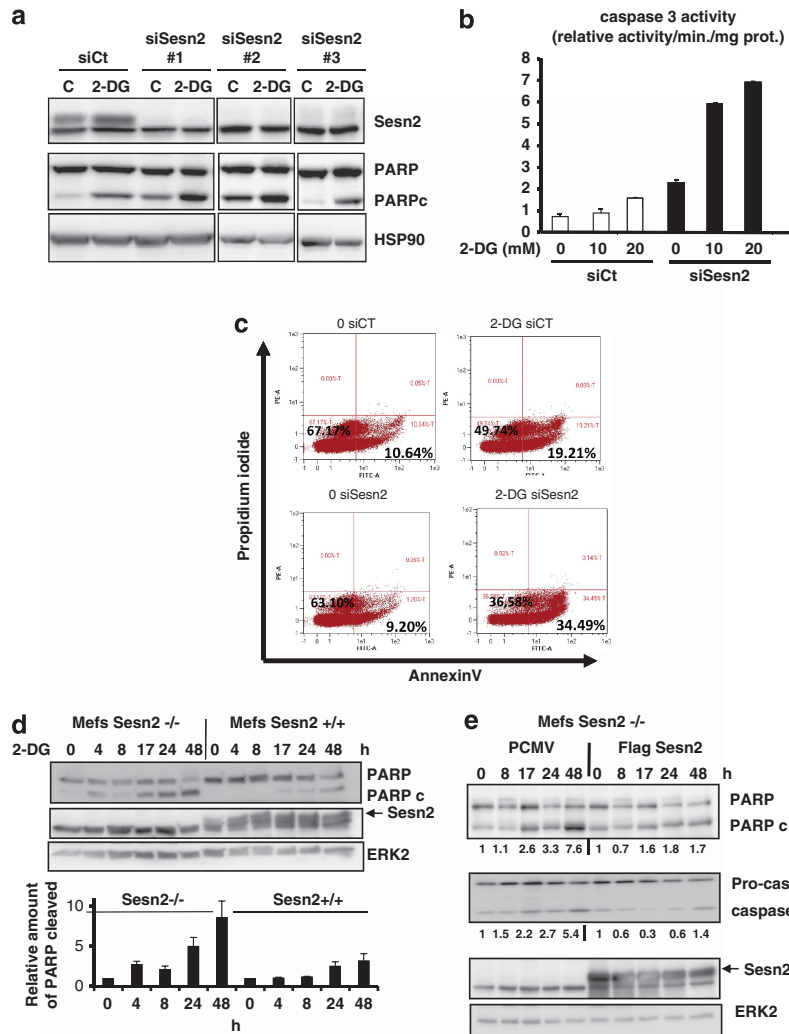 a
siCt
siSesn2 #1
siSesn2 #2
siSesn2 #3
C 2-DG C 2-DG C 2-DG C 2-DG
Sesn2
PARP
PARPc
HSP90
b
caspase 3 activity
(relative activity/min./mg prot.)
8
7
6
5
4
3
2
1
0
2-DG (mM) 0 10 20 0 10 20
siCt siSesn2
c
0 siCT
2-DG siCT
67.17%
10.64%
49.74%
19.21%
0 siSesn2
2-DG siSesn2
63.10%
9.20%
36,58%
34.49%
PE-A
FITC-A
Propidium iodide
AnnexinV
d
Mefs Sesn2 -/- Mefs Sesn2 +/+
2-DG 0 4 8 17 24 48 0 4 8 17 24 48 h
PARP
PARP c
Sesn2
ERK2
Relative amount
of PARP cleaved
10
5
0
Sesn2-/- Sesn2+/+
0 4 8 24 48 0 4 8 24 48
h
e
Mefs Sesn2 -/-
PCMV Flag Sesn2
0 8 17 24 48 0 8 17 24 48 h
PARP
PARP c
1 1.1 2.6 3.3 7.6 1 0.7 1.6 1.8 1.7
Pro-cas
caspase
1 1.5 2.2 2.7 5.4 1 0.6 0.3 0.6 1.4
Sesn2
ERK2